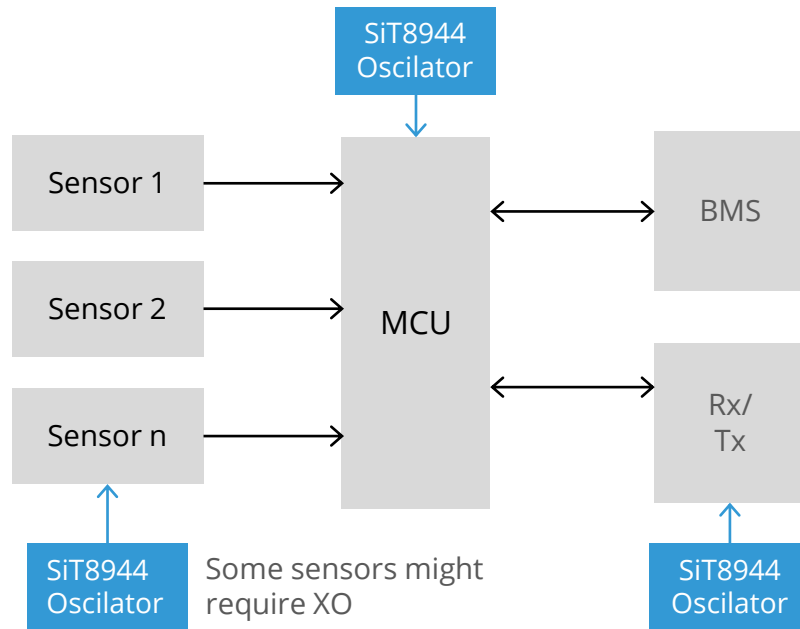 SiT8944
Oscilator
Sensor 1
Sensor 2
Sensor n
MCU
BMS
Rx/
Tx
SiT8944
Oscilator
Some sensors might
require XO
SiT8944
Oscilator